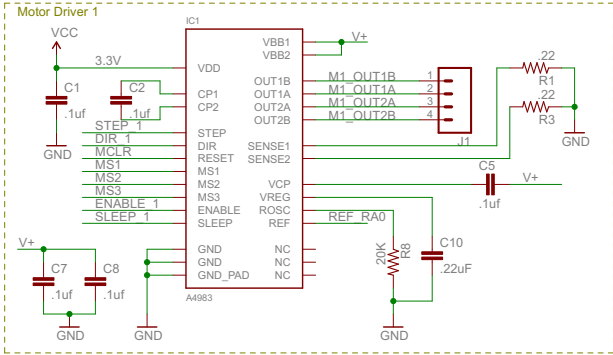 Motor Driver 1
IC1
VCC
3.3V
C1
.1uf
GND
C2
.1uf
VDD
CP1
CP2
STEP_1
STEP
DIR_1
DIR
MCLR
RESET
MS1
MS1
MS2
MS2
MS3
MS3
ENABLE_1
ENABLE
SLEEP_1
SLEEP
GND
GND
GND_PAD
A4983
VBB1
VBB2
V+
OUT1B
M1_OUT1B
1
OUT1A
M1_OUT1A
2
OUT2A
M1_OUT2A
3
OUT2B
M1_OUT2B
4
J1
.22
R1
.22
R3
GND
SENSE1
SENSE2
VCP
C5
.1uf
V+
VREG
ROSC
REF
REF_RA0
NC
NC
NC
20K
R8
C10
.22uF
GND
V+
C7
.1uf
C8
.1uf
GND
GND